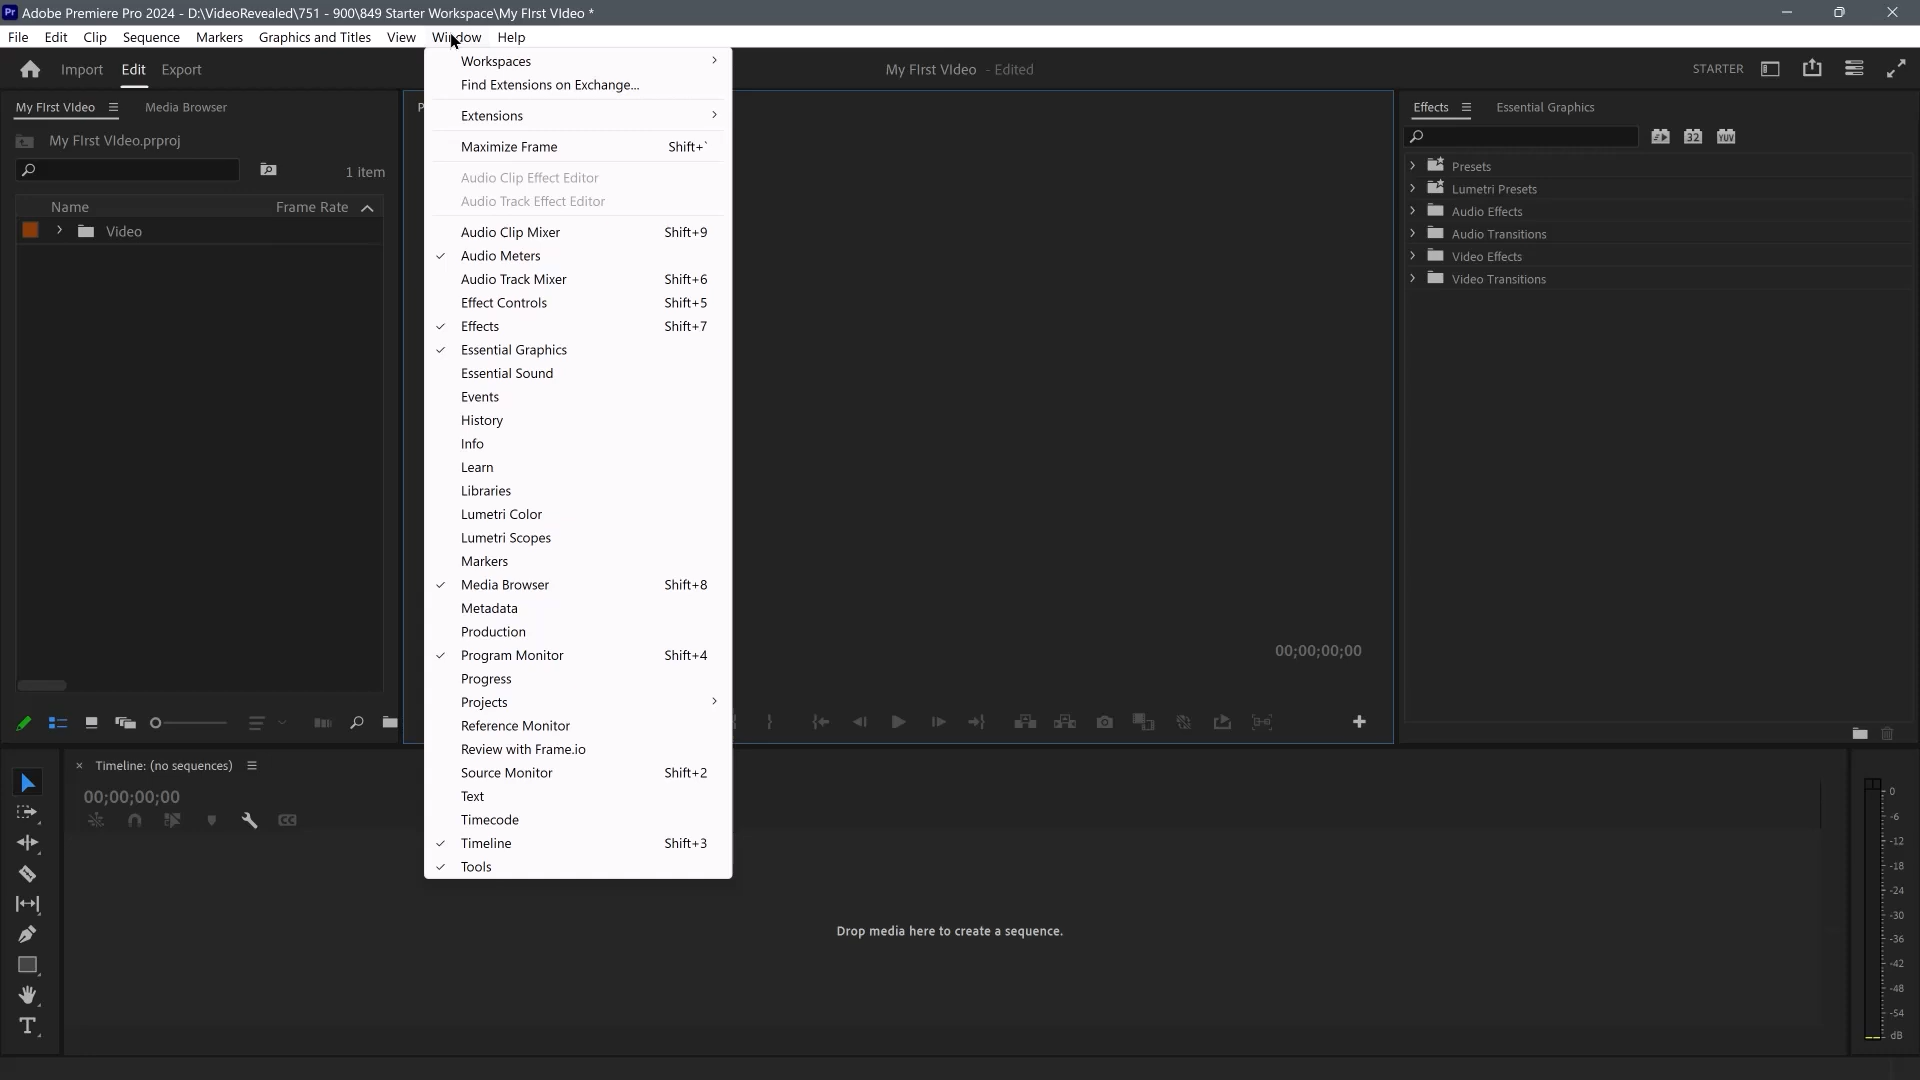 Pr Adobe Premiere Pro 2024 - D:\VideoRevealed\751 - 900\849 Starter Workspace\My FIrst VIdeo *
File Edit Clip Sequence Markers Graphics and Titles View Window Help
Import Edit Export
My FIrst VIdeo - Edited
STARTER
My FIrst VIdeo
Media Browser
My FIrst VIdeo.prproj
1 item
Name Frame Rate
Video
Workspaces
Find Extensions on Exchange...
Extensions
Maximize Frame Shift+`
Audio Clip Effect Editor
Audio Track Effect Editor
Audio Clip Mixer Shift+9
Audio Meters
Audio Track Mixer Shift+6
Effect Controls Shift+5
Effects Shift+7
Essential Graphics
Essential Sound
Events
History
Info
Learn
Libraries
Lumetri Color
Lumetri Scopes
Markers
Media Browser Shift+8
Metadata
Production
Program Monitor Shift+4
Progress
Projects
Reference Monitor
Review with Frame.io
Source Monitor Shift+2
Text
Timecode
Timeline Shift+3
Tools
P
00;00;00;00
Effects
Essential Graphics
32 YUV
Presets
Lumetri Presets
Audio Effects
Audio Transitions
Video Effects
Video Transitions
× Timeline: (no sequences)
00;00;00;00
CC
Drop media here to create a sequence.
T
0
-6
-12
-18
-24
-30
-36
-42
-48
-54
dB